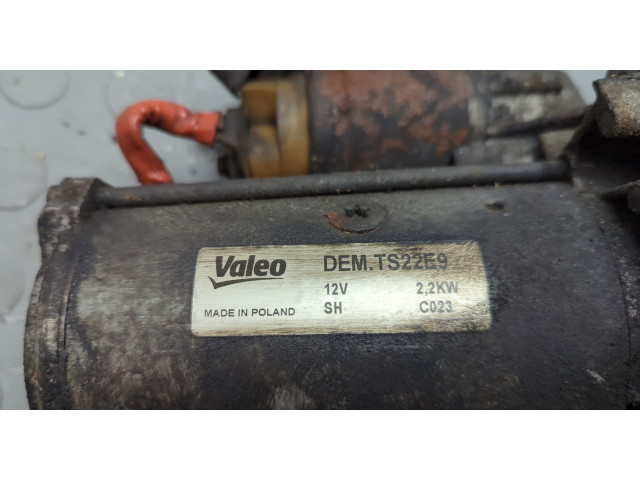 Valeo DEM.TS22E9
12V 2,2KW
MADE IN POLAND SH C023